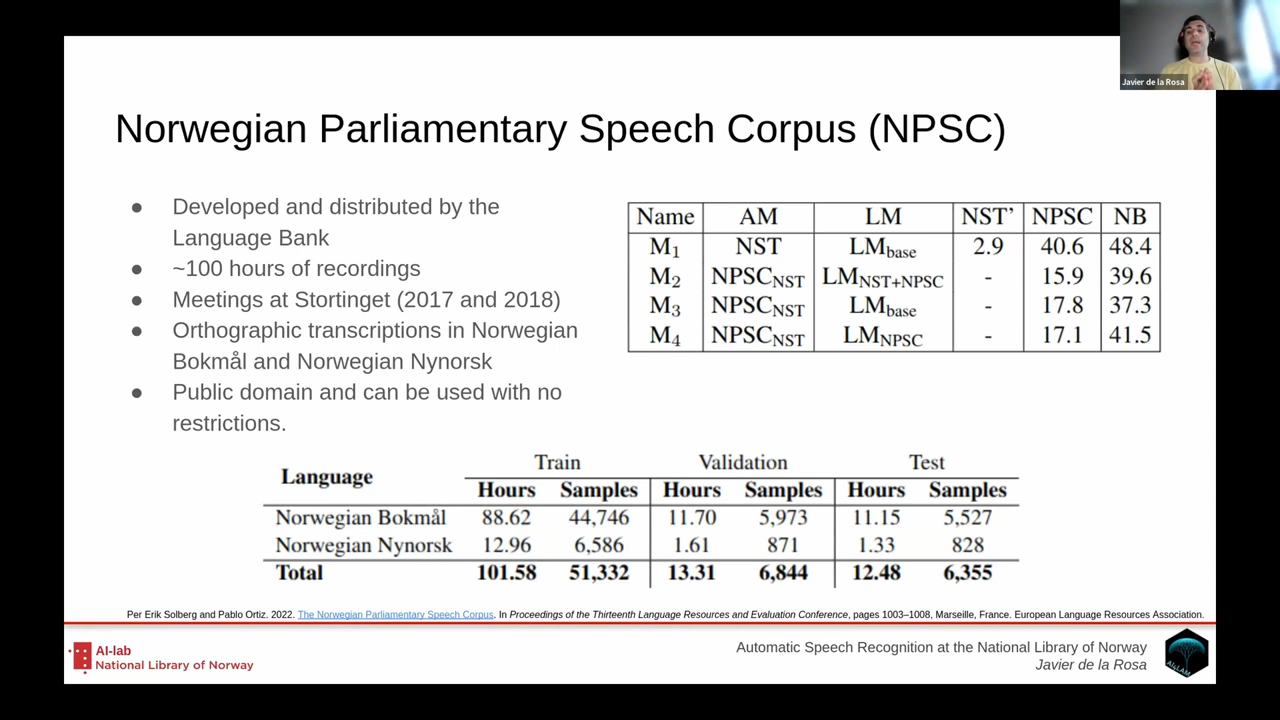 Javier de la Rosa
Norwegian Parliamentary Speech Corpus (NPSC)
● Developed and distributed by the
Language Bank
● ~100 hours of recordings
● Meetings at Stortinget (2017 and 2018)
● Orthographic transcriptions in Norwegian
Bokmål and Norwegian Nynorsk
● Public domain and can be used with no
restrictions.
Name AM LM NST’ NPSC NB
M1 NST LMbase 2.9 40.6 48.4
M2 NPSCNST LMNST+NPSC - 15.9 39.6
M3 NPSCNST LMbase - 17.8 37.3
M4 NPSCNST LMNPSC - 17.1 41.5
Language Train Validation Test
Hours Samples Hours Samples Hours Samples
Norwegian Bokmål 88.62 44,746 11.70 5,973 11.15 5,527
Norwegian Nynorsk 12.96 6,586 1.61 871 1.33 828
Total 101.58 51,332 13.31 6,844 12.48 6,355
Per Erik Solberg and Pablo Ortiz. 2022. The Norwegian Parliamentary Speech Corpus. In Proceedings of the Thirteenth Language Resources and Evaluation Conference, pages 1003–1008, Marseille, France. European Language Resources Association.
AI-lab
National Library of Norway
Automatic Speech Recognition at the National Library of Norway
Javier de la Rosa